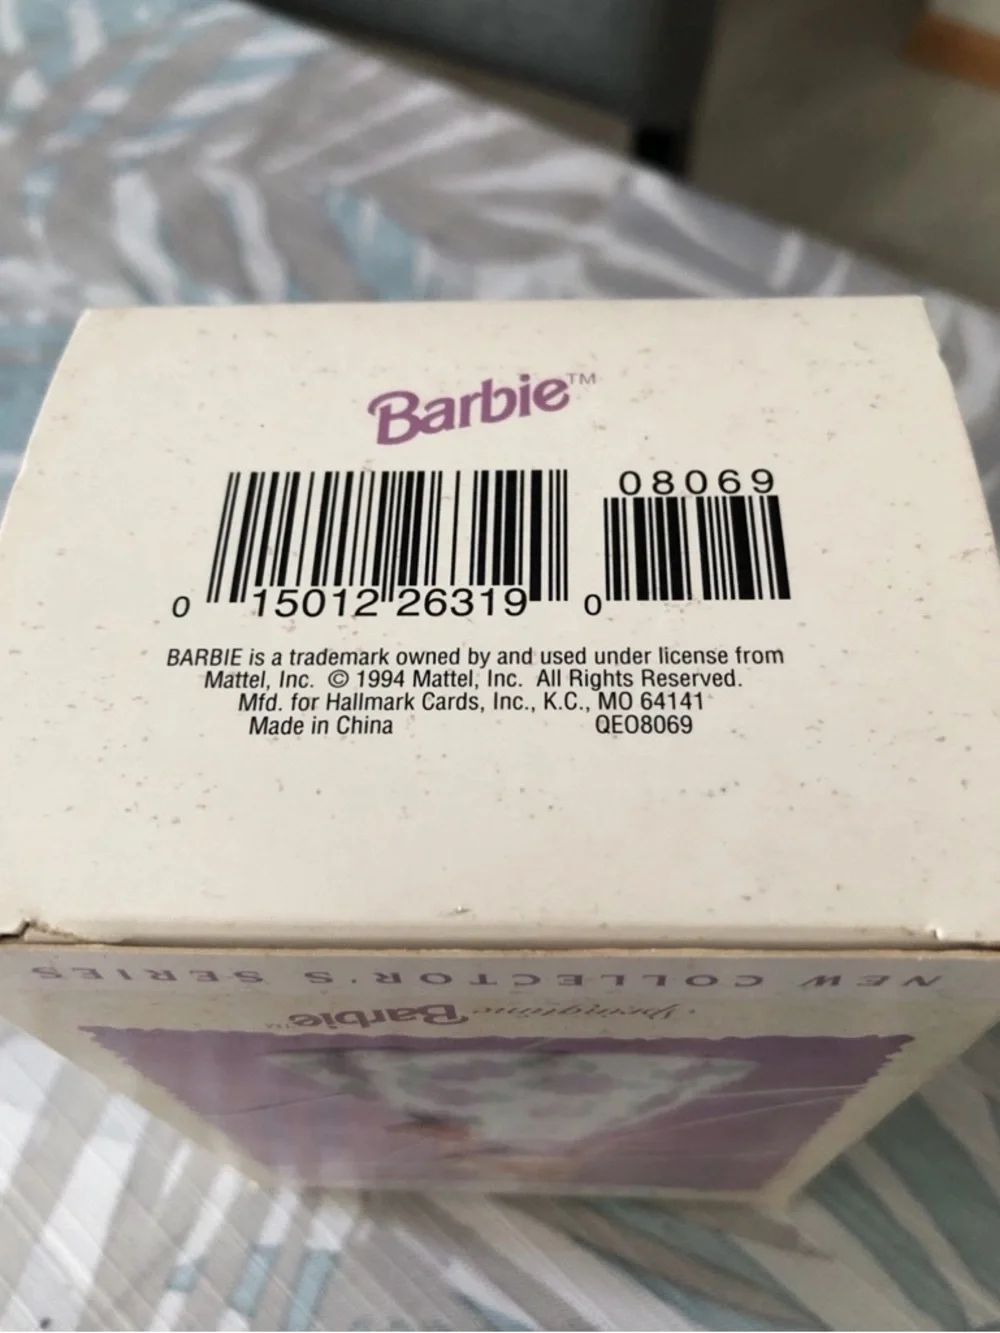 Barbie™
08069
0 15012 26319 0
BARBIE is a trademark owned by and used under license from
Mattel, Inc. © 1994 Mattel, Inc. All Rights Reserved.
Mfd. for Hallmark Cards, Inc., K.C., MO 64141
Made in China QEO8069
NEW COLLECTOR'S SERIES
Springtime Barbie™